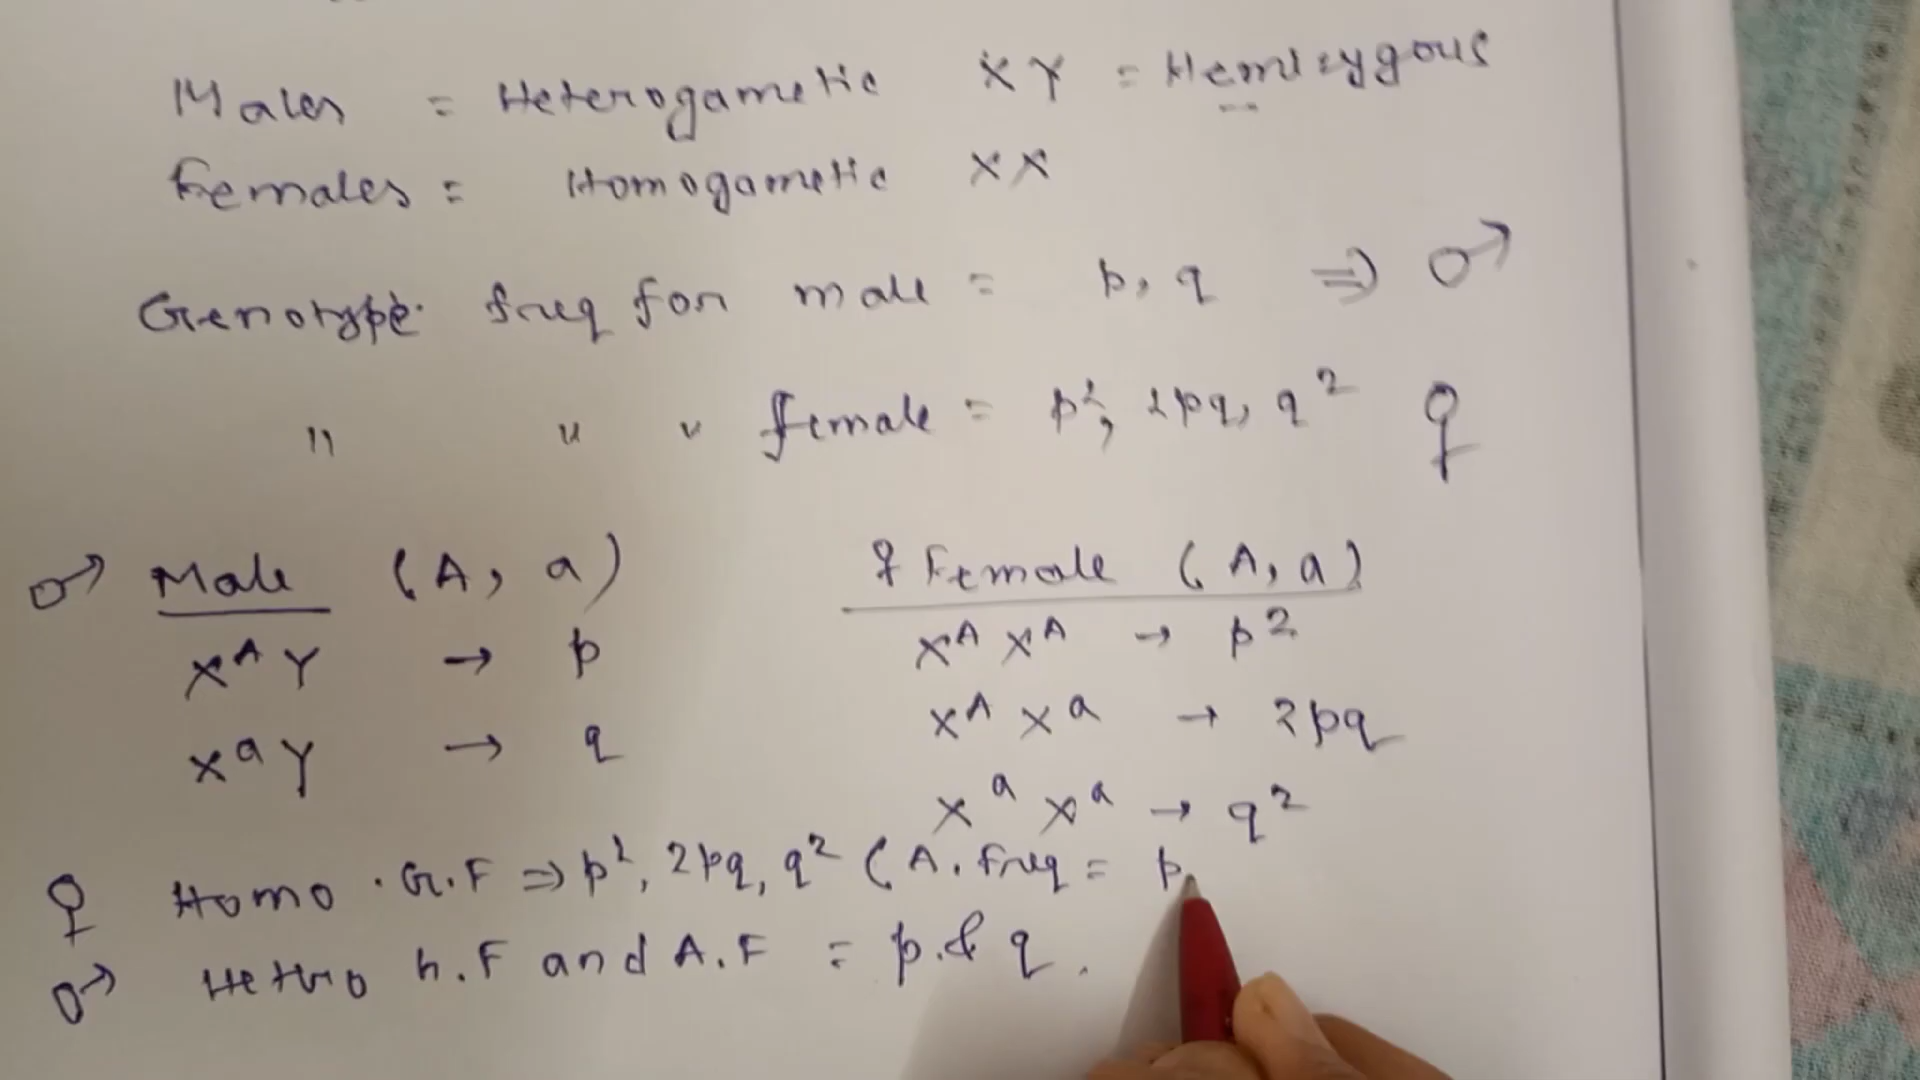 Males = Heterogametic XY = Hemizygous
Females = Homogametic XX
Genotype freq for male = p, q ⇒ ♂
" " " female = p², 2pq, q² ♀
♂ Male (A, a)
X^A Y → p
X^a Y → q
♀ Female (A, a)
X^A X^A → p²
X^A X^a → 2pq
X^a X^a → q²
♀ Homo . G.F ⇒ p², 2pq, q² (A. freq = p
♂ Hetro h.F and A.F = p & q.